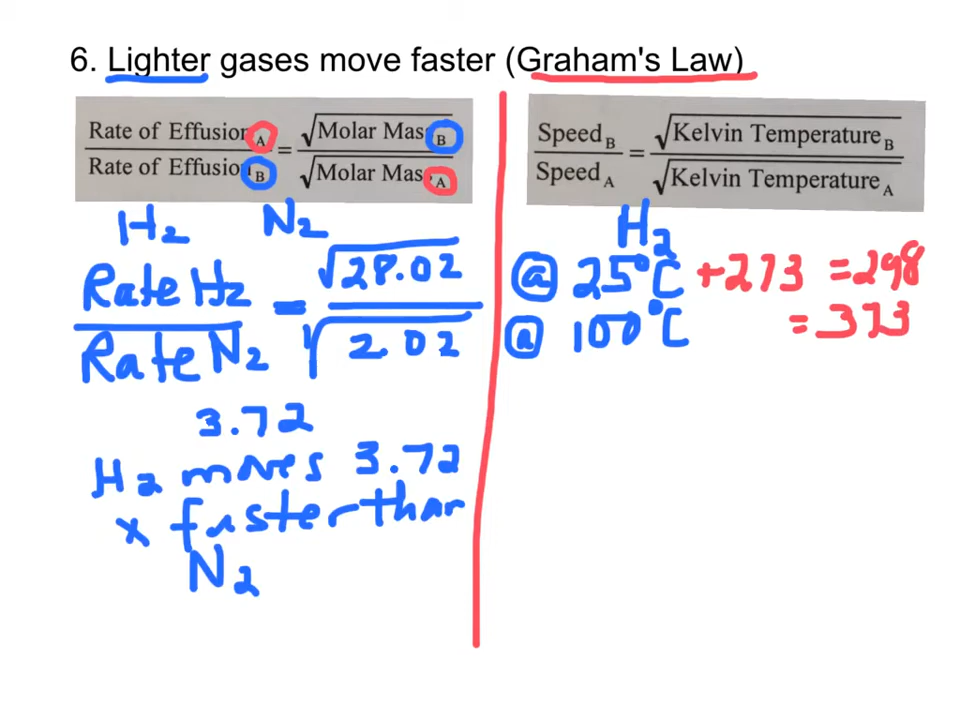 6. Lighter gases move faster (Graham's Law)
Rate of Effusion A / Rate of Effusion B = √Molar Mass B / √Molar Mass A
H2 N2
Rate H2 / Rate N2 = √28.02 / √2.02
3.72
H2 moves 3.72
x faster than
N2
Speed B / Speed A = √Kelvin Temperature B / √Kelvin Temperature A
H2
@ 25°C +273 =298
@ 100°C =373